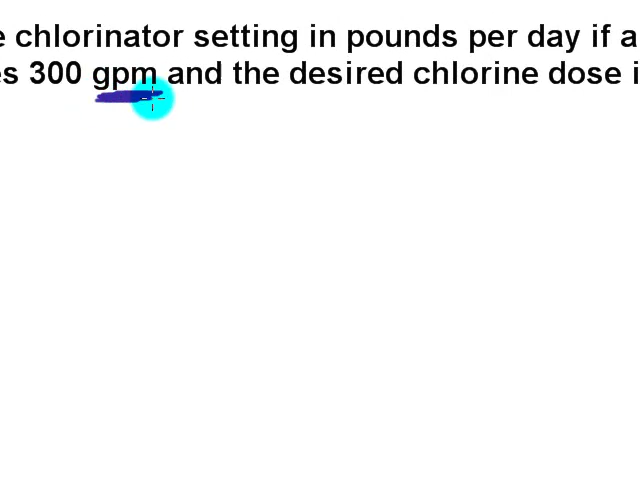 e chlorinator setting in pounds per day if a
es 300 gpm and the desired chlorine dose i